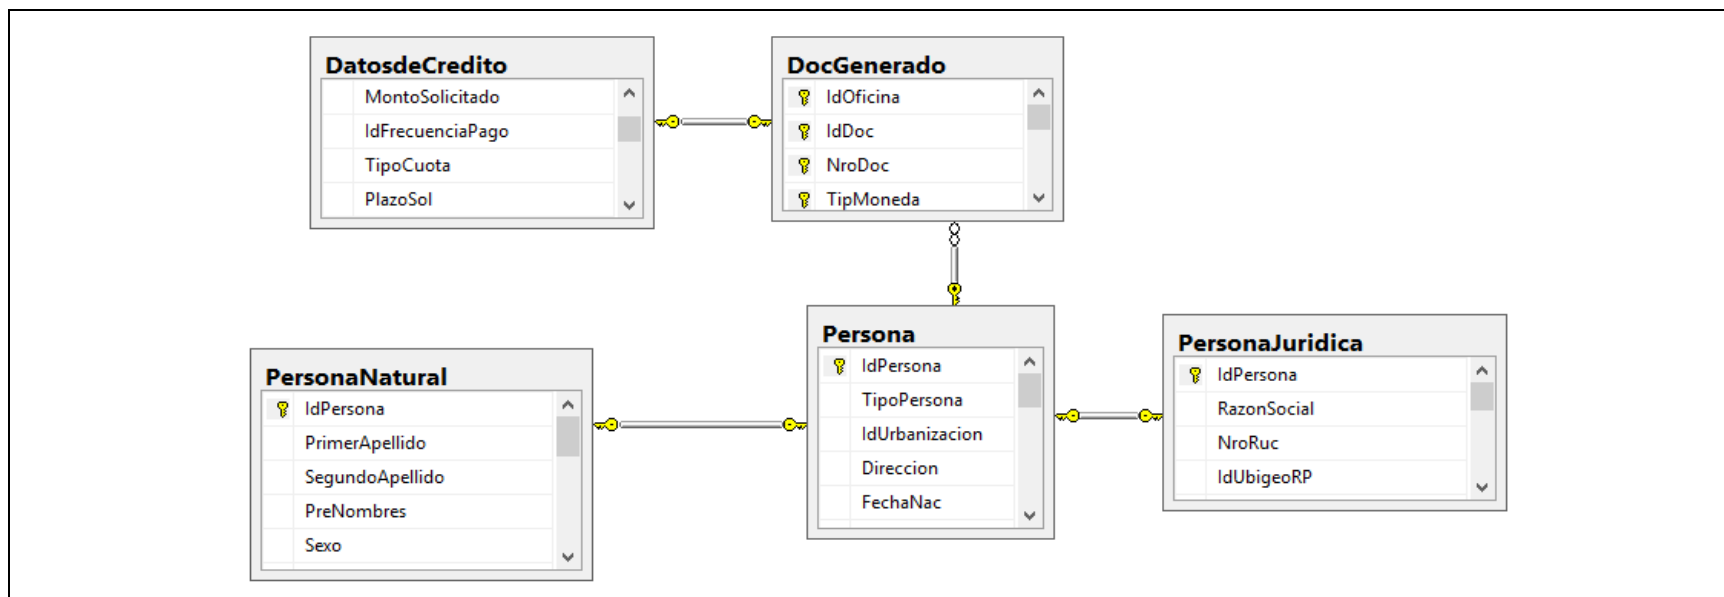 DatosdeCredito
MontoSolicitado
IdFrecuenciaPago
TipoCuota
PlazoSol
DocGenerado
IdOficina
IdDoc
NroDoc
TipMoneda
PersonaNatural
IdPersona
PrimerApellido
SegundoApellido
PreNombres
Sexo
Persona
IdPersona
TipoPersona
IdUrbanizacion
Direccion
FechaNac
PersonaJuridica
IdPersona
RazonSocial
NroRuc
IdUbigeoRP